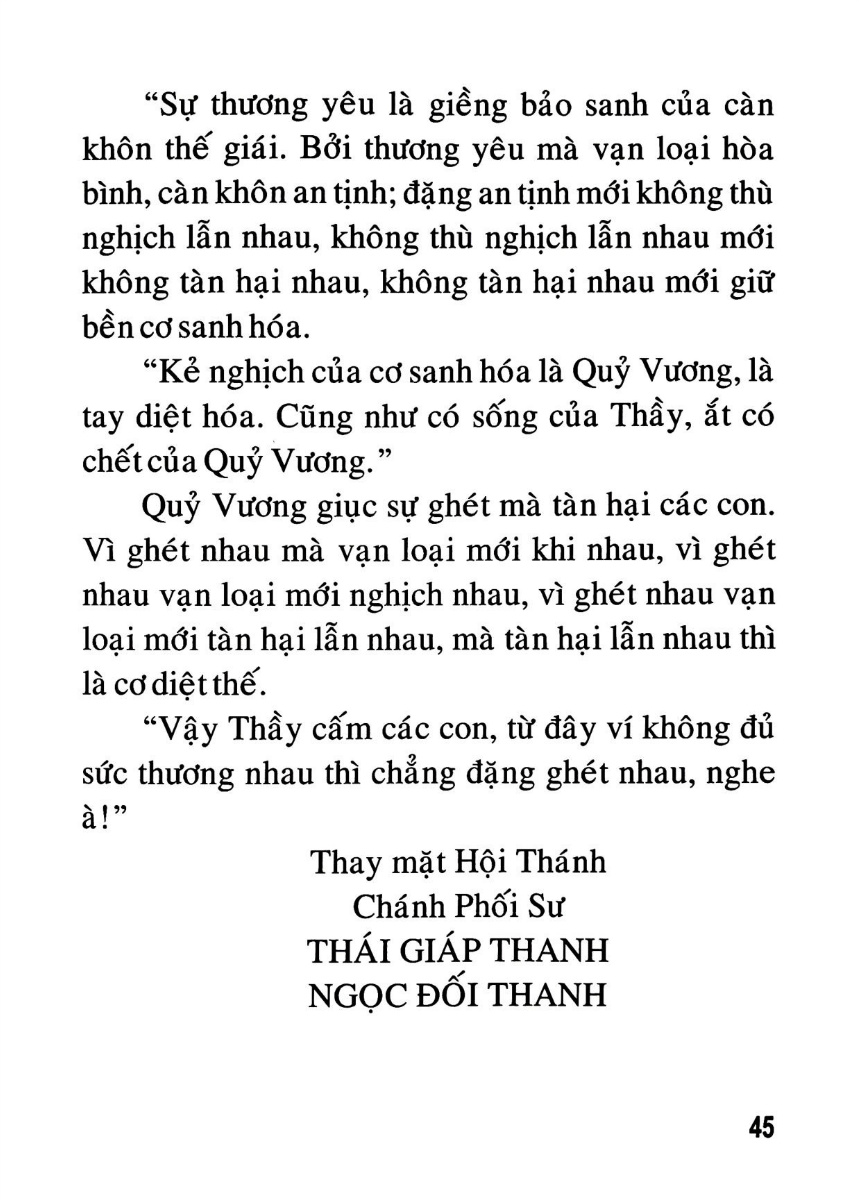 “Sự thương yêu là giềng bảo sanh của càn
khôn thế giái. Bởi thương yêu mà vạn loại hòa
bình, càn khôn an tịnh; đặng an tịnh mới không thù
nghịch lẫn nhau, không thù nghịch lẫn nhau mới
không tàn hại nhau, không tàn hại nhau mới giữ
bền cơ sanh hóa.
“Kẻ nghịch của cơ sanh hóa là Quỷ Vương, là
tay diệt hóa. Cũng như có sống của Thầy, ắt có
chết của Quỷ Vương.”
Quỷ Vương giục sự ghét mà tàn hại các con.
Vì ghét nhau mà vạn loại mới khi nhau, vì ghét
nhau vạn loại mới nghịch nhau, vì ghét nhau vạn
loại mới tàn hại lẫn nhau, mà tàn hại lẫn nhau thì
là cơ diệt thế.
“Vậy Thầy cấm các con, từ đây ví không đủ
sức thương nhau thì chẳng đặng ghét nhau, nghe
à!”
Thay mặt Hội Thánh
Chánh Phối Sư
THÁI GIÁP THANH
NGỌC ĐỐI THANH
45